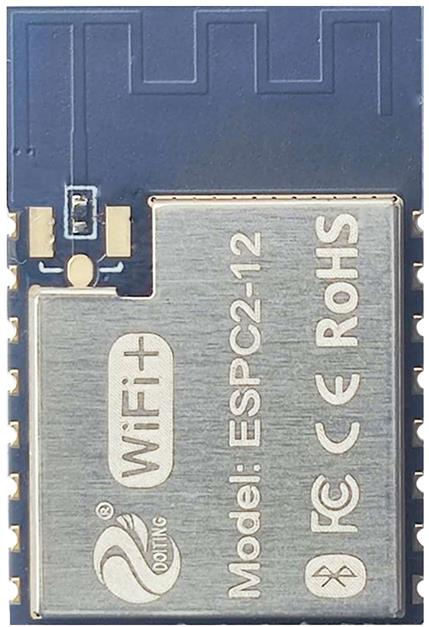 WiFi+
® DOITING
Model: ESPC2-12
FC CE RoHS